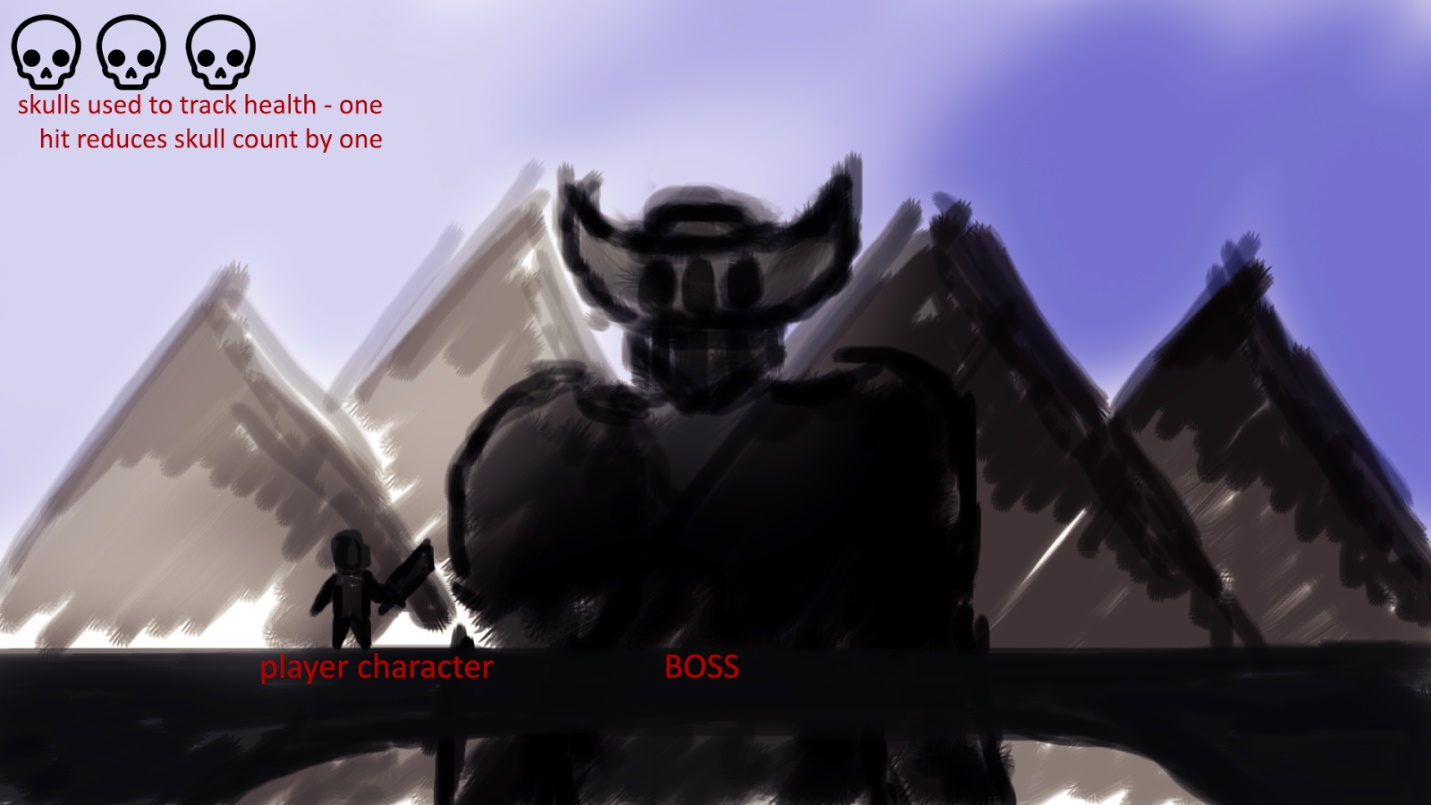 skulls used to track health - one
hit reduces skull count by one
player character
BOSS